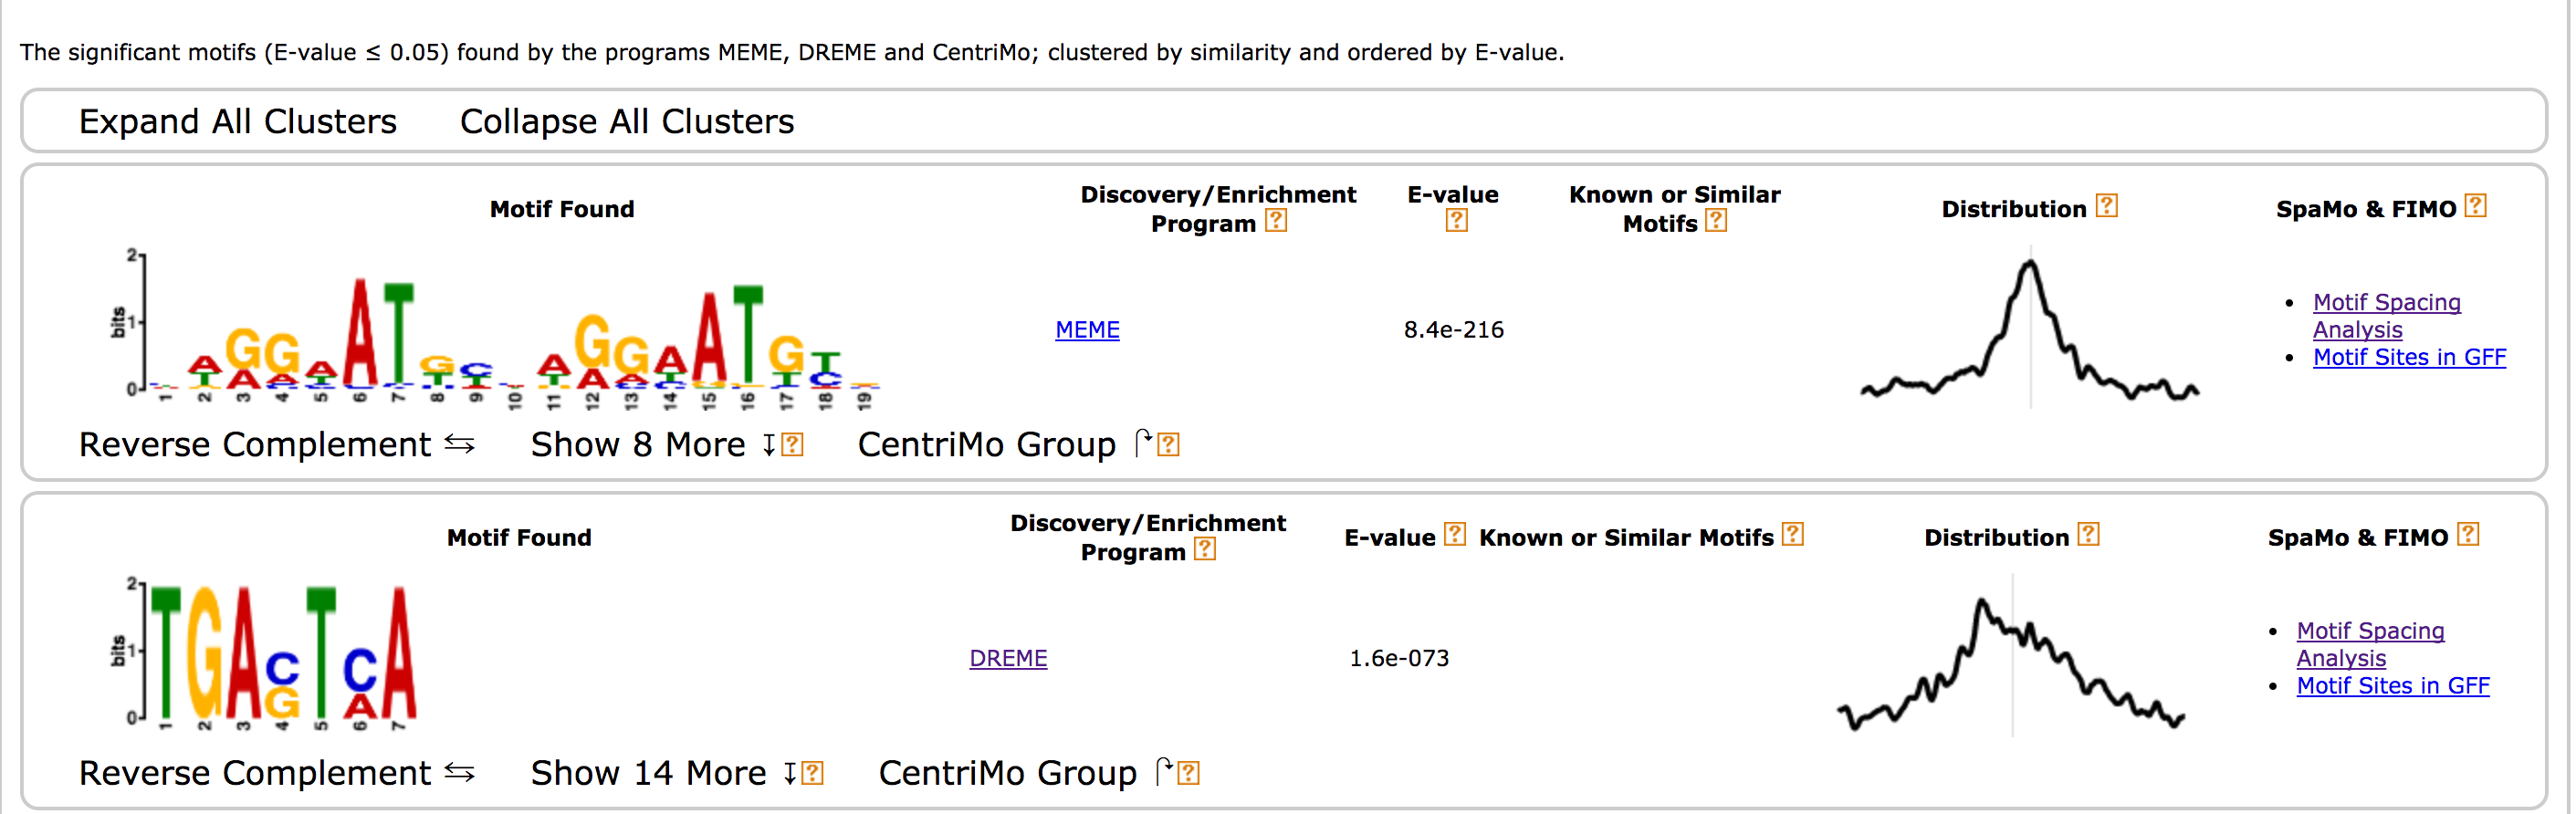 The significant motifs (E-value ≤ 0.05) found by the programs MEME, DREME and CentriMo; clustered by similarity and ordered by E-value.
Expand All Clusters Collapse All Clusters
Motif Found Discovery/Enrichment Program ? E-value ? Known or Similar Motifs ? Distribution ? SpaMo & FIMO ?
2
bits 1
0
1 2 3 4 5 6 7 8 9 10 11 12 13 14 15 16 17 18 19
MEME
8.4e-216
• Motif Spacing
Analysis
• Motif Sites in GFF
Reverse Complement ⇆ Show 8 More ↧? CentriMo Group ?
Motif Found Discovery/Enrichment Program ? E-value ? Known or Similar Motifs ? Distribution ? SpaMo & FIMO ?
2
bits 1
0
TGACTCA
GA
1 2 3 4 5 6 7
DREME
1.6e-073
• Motif Spacing
Analysis
• Motif Sites in GFF
Reverse Complement ⇆ Show 14 More ↧? CentriMo Group ?